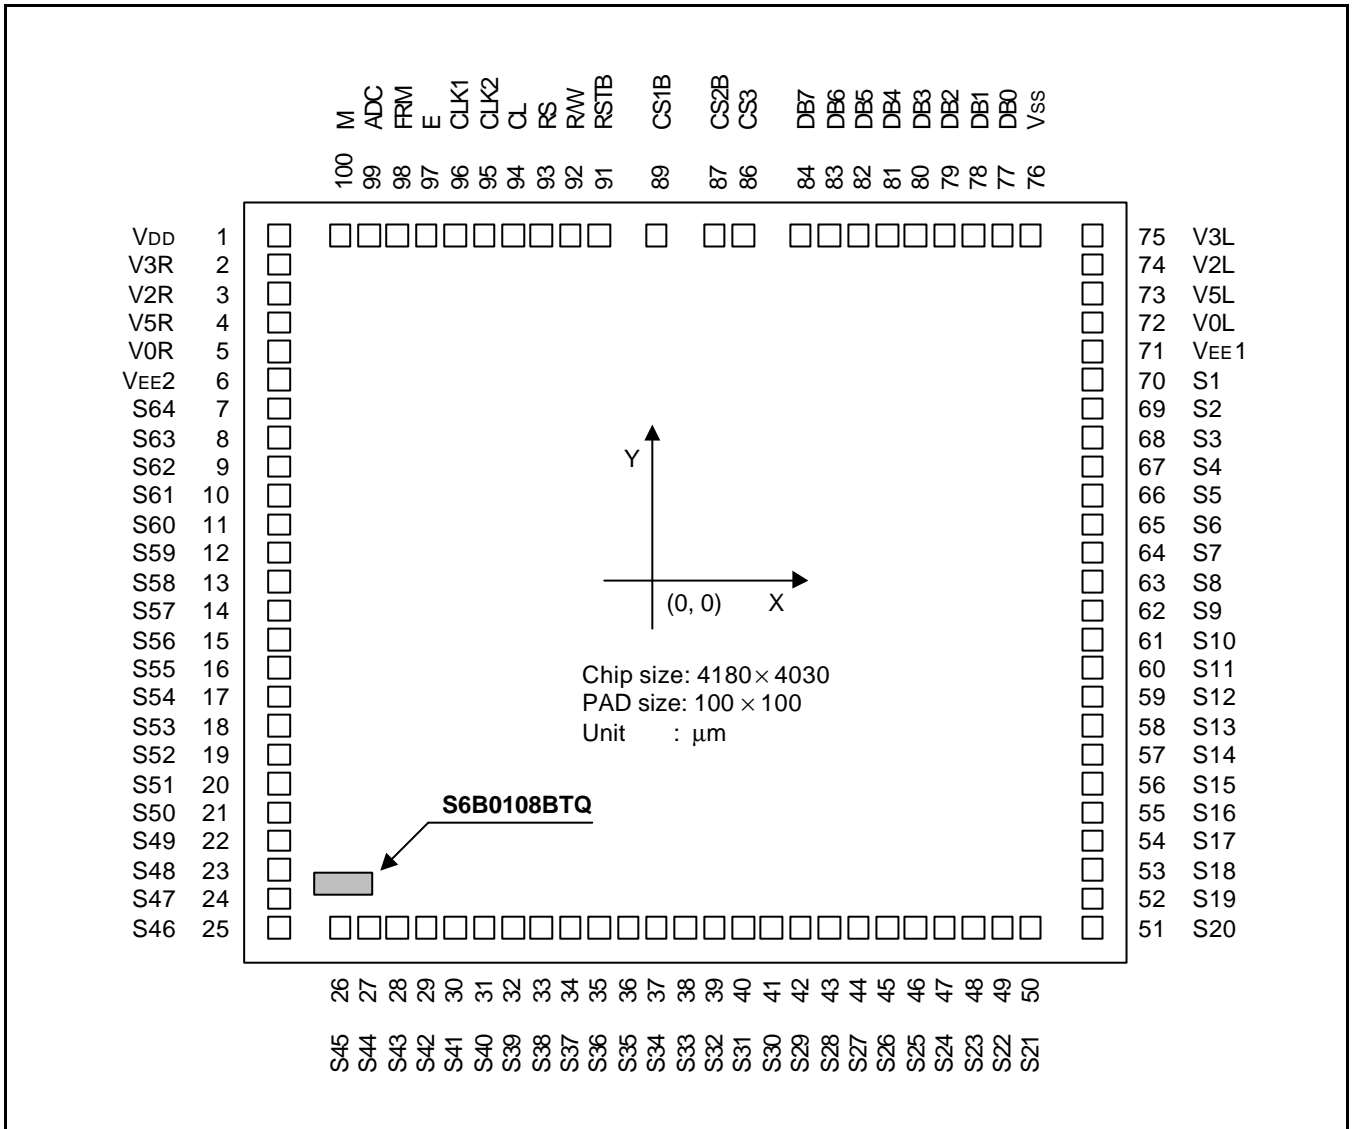 M ADC FRM E CLK1 CLK2 CL RS R/W RSTB CS1B CS2B CS3 DB7 DB6 DB5 DB4 DB3 DB2 DB1 DB0 VSS
100 99 98 97 96 95 94 93 92 91 89 87 86 84 83 82 81 80 79 78 77 76
VDD 1 75 V3L
V3R 2 74 V2L
V2R 3 73 V5L
V5R 4 72 V0L
V0R 5 71 VEE1
VEE2 6 70 S1
S64 7 69 S2
S63 8 68 S3
S62 9 67 S4
S61 10 66 S5
S60 11 65 S6
S59 12 64 S7
S58 13 63 S8
S57 14 62 S9
S56 15 61 S10
S55 16 60 S11
S54 17 59 S12
S53 18 58 S13
S52 19 57 S14
S51 20 56 S15
S50 21 55 S16
S49 22 54 S17
S48 23 53 S18
S47 24 52 S19
S46 25 51 S20
Y
(0, 0) X
Chip size: 4180 × 4030
PAD size: 100 × 100
Unit : μm
S6B0108BTQ
26 27 28 29 30 31 32 33 34 35 36 37 38 39 40 41 42 43 44 45 46 47 48 49 50
S45 S44 S43 S42 S41 S40 S39 S38 S37 S36 S35 S34 S33 S32 S31 S30 S29 S28 S27 S26 S25 S24 S23 S22 S21